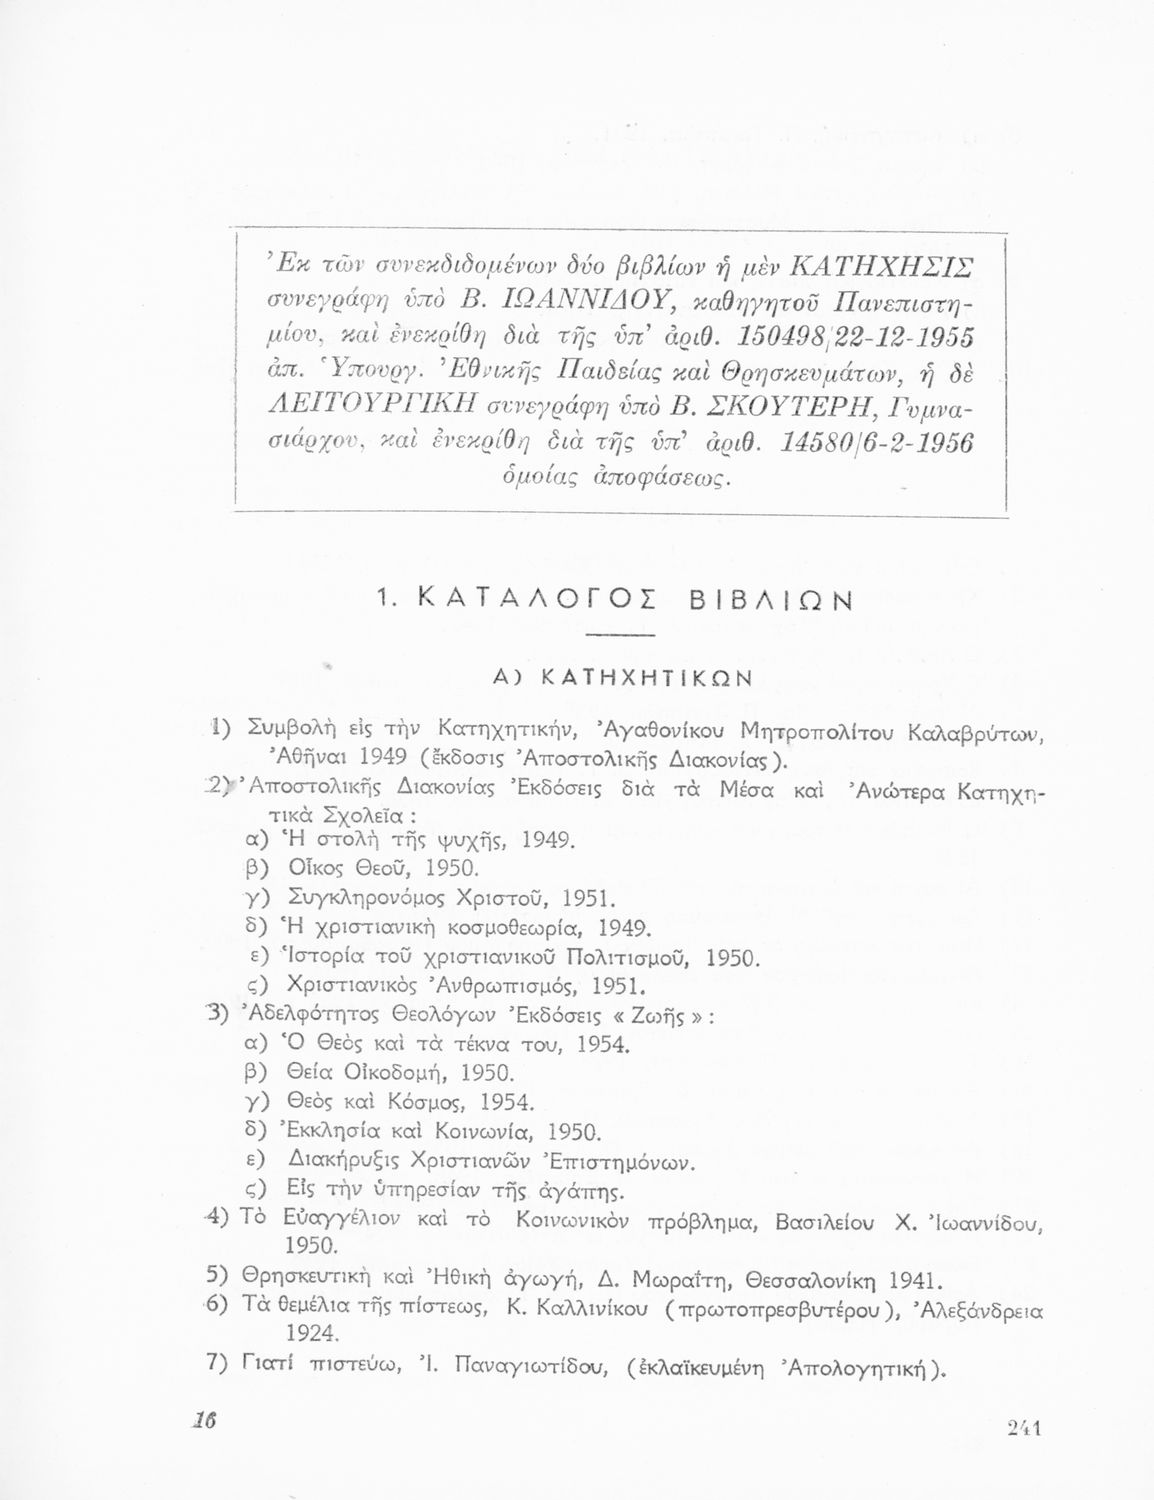 Ἐκ τῶν συνεκδιδομένων δύο βιβλίων ἡ μὲν ΚΑΤΗΧΗΣΙΣ
συνεγράφη ὑπὸ Β. ΙΩΑΝΝΙΔΟΥ, καθηγητοῦ Πανεπιστη-
μίου, καὶ ἐνεκρίθη διὰ τῆς ὑπ’ ἀριθ. 150498/22-12-1955
ἀπ. Ὑπουργ. Ἐθνικῆς Παιδείας καὶ Θρησκευμάτων, ἡ δὲ
ΛΕΙΤΟΥΡΓΙΚΗ συνεγράφη ὑπὸ Β. ΣΚΟΥΤΕΡΗ, Γυμνα-
σιάρχου, καὶ ἐνεκρίθη διὰ τῆς ὑπ’ ἀριθ. 14580/6-2-1956
ὁμοίας ἀποφάσεως.
1. ΚΑΤΑΛΟΓΟΣ ΒΙΒΛΙΩΝ
Α) ΚΑΤΗΧΗΤΙΚΩΝ
1) Συμβολὴ εἰς τὴν Κατηχητικήν, Ἀγαθονίκου Μητροπολίτου Καλαβρύτων,
Ἀθῆναι 1949 (ἔκδοσις Ἀποστολικῆς Διακονίας).
2) Ἀποστολικῆς Διακονίας Ἐκδόσεις διὰ τὰ Μέσα καὶ Ἀνώτερα Κατηχη-
τικὰ Σχολεῖα :
α) Ἡ στολὴ τῆς ψυχῆς, 1949.
β) Οἶκος Θεοῦ, 1950.
γ) Συγκληρονόμος Χριστοῦ, 1951.
δ) Ἡ χριστιανικὴ κοσμοθεωρία, 1949.
ε) Ἱστορία τοῦ χριστιανικοῦ Πολιτισμοῦ, 1950.
ς) Χριστιανικὸς Ἀνθρωπισμός, 1951.
3) Ἀδελφότητος Θεολόγων Ἐκδόσεις « Ζωῆς » :
α) Ὁ Θεὸς καὶ τὰ τέκνα του, 1954.
β) Θεία Οἰκοδομή, 1950.
γ) Θεὸς καὶ Κόσμος, 1954.
δ) Ἐκκλησία καὶ Κοινωνία, 1950.
ε) Διακήρυξις Χριστιανῶν Ἐπιστημόνων.
ς) Εἰς τὴν ὑπηρεσίαν τῆς ἀγάπης.
4) Τὸ Εὐαγγέλιον καὶ τὸ Κοινωνικὸν πρόβλημα, Βασιλείου Χ. Ἰωαννίδου,
1950.
5) Θρησκευτικὴ καὶ Ἠθικὴ ἀγωγή, Δ. Μωραΐτη, Θεσσαλονίκη 1941.
6) Τὰ θεμέλια τῆς πίστεως, Κ. Καλλινίκου (πρωτοπρεσβυτέρου), Ἀλεξάνδρεια
1924.
7) Γιατί πιστεύω, Ἰ. Παναγιωτίδου, (ἐκλαϊκευμένη Ἀπολογητική).
16
241